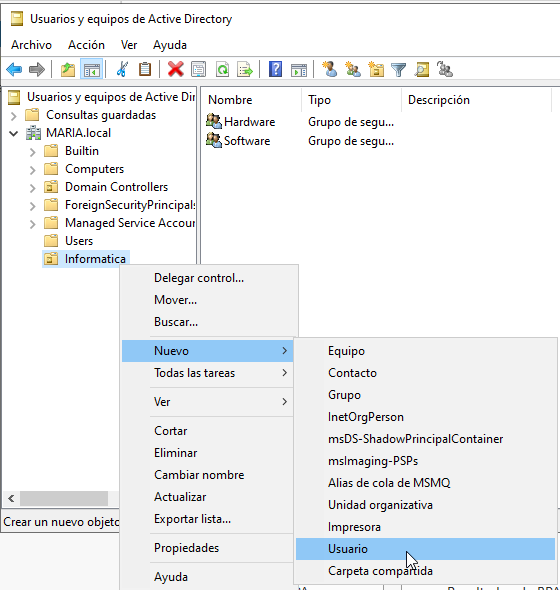 Usuarios y equipos de Active Directory
Archivo Acción Ver Ayuda
Usuarios y equipos de Active Dir
Consultas guardadas
MARIA.local
Builtin
Computers
Domain Controllers
ForeignSecurityPrincipals
Managed Service Accour
Users
Informatica
Nombre Tipo Descripción
Hardware Grupo de segu...
Software Grupo de segu...
Delegar control...
Mover...
Buscar...
Nuevo
Todas las tareas
Ver
Cortar
Eliminar
Cambiar nombre
Actualizar
Exportar lista...
Propiedades
Ayuda
Equipo
Contacto
Grupo
InetOrgPerson
msDS-ShadowPrincipalContainer
msImaging-PSPs
Alias de cola de MSMQ
Unidad organizativa
Impresora
Usuario
Carpeta compartida
Crear un nuevo objeto